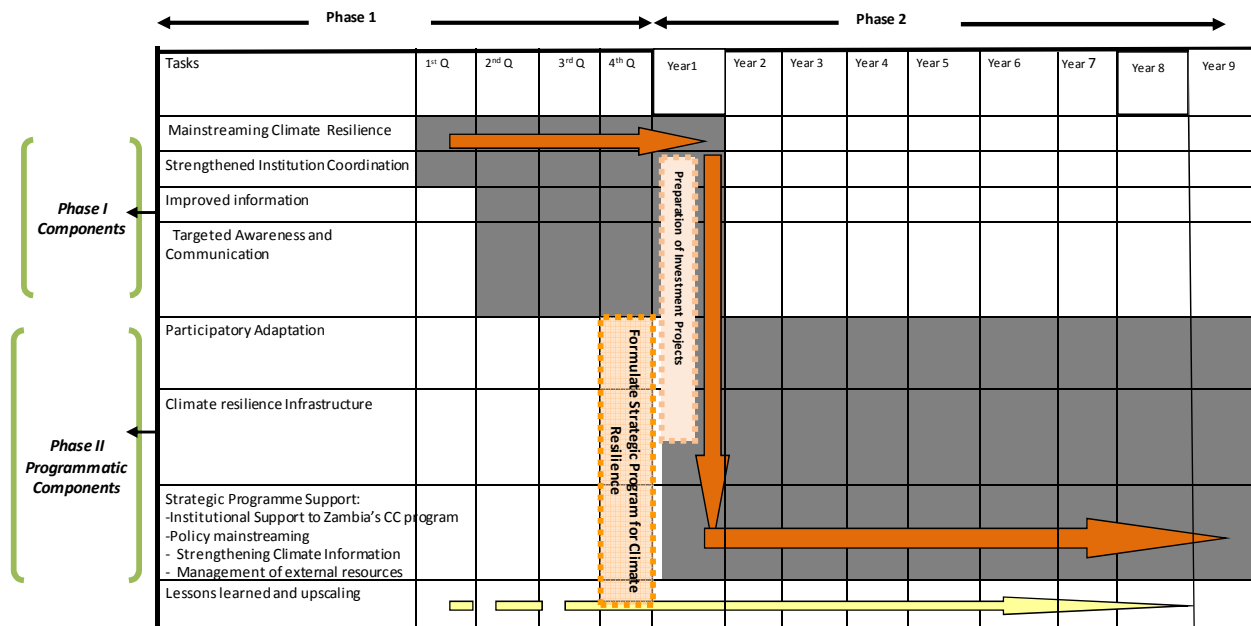 Phase 1
Phase 2
Tasks
1st Q
2nd Q
3rd Q
4th Q
Year1
Year 2
Year 3
Year 4
Year 5
Year 6
Year 7
Year 8
Year 9
Mainstreaming Climate Resilience
Strengthened Institution Coordination
Improved information
Targeted Awareness and
Communication
Phase I
Components
Preparation of Investment Projects
Participatory Adaptation
Climate resilience Infrastructure
Formulate Strategic Program for Climate
Resilience
Phase II
Programmatic
Components
Strategic Programme Support:
-Institutional Support to Zambia's CC program
-Policy mainstreaming
- Strengthening Climate Information
- Management of external resources
Lessons learned and upscaling